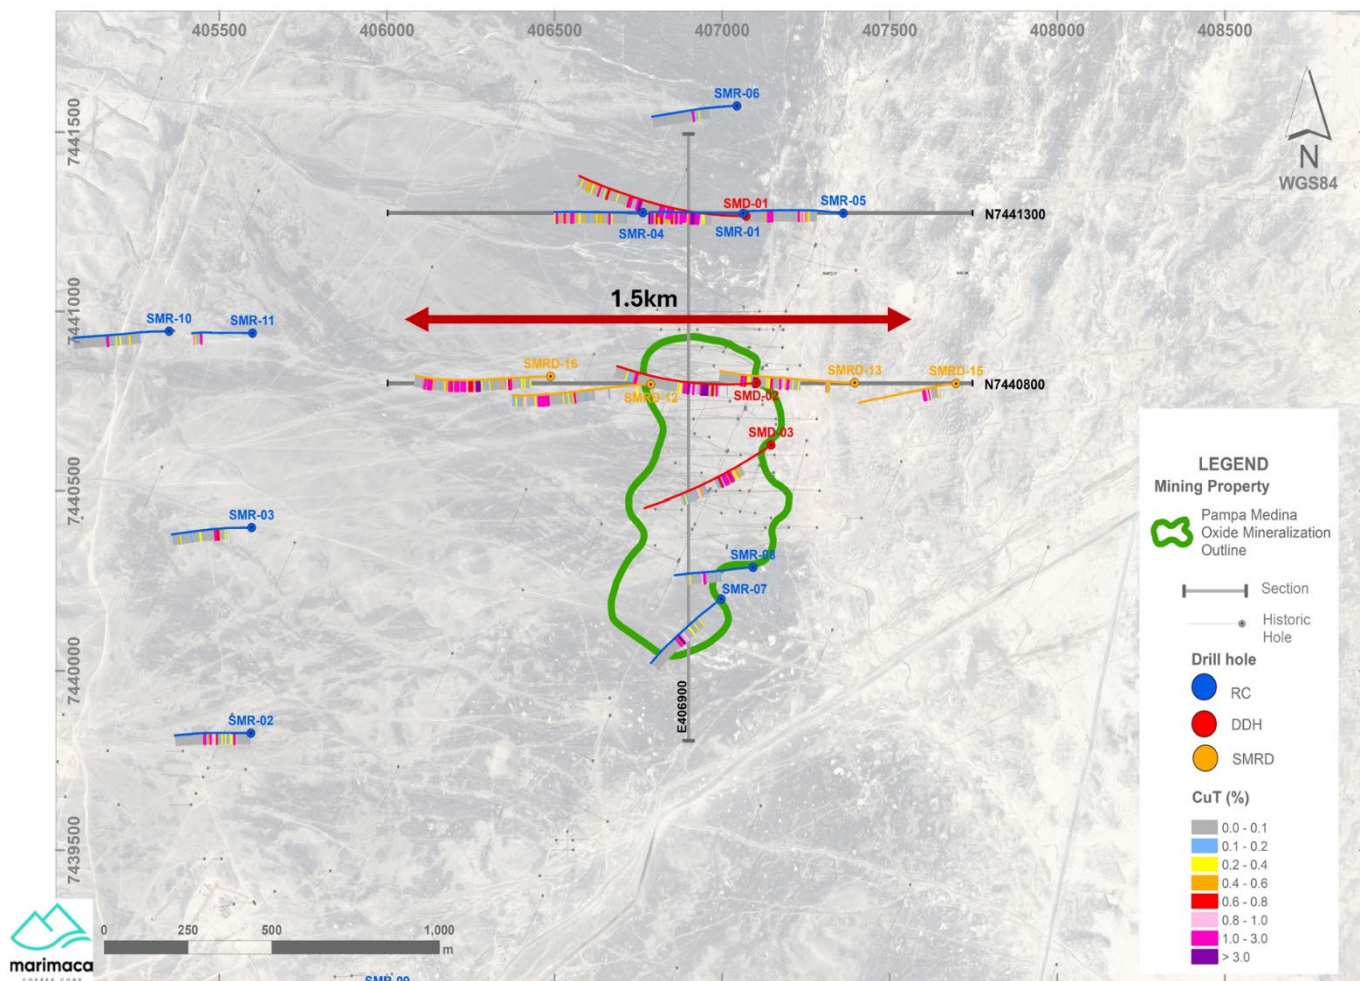 405500 406000 406500 407000 407500 408000 408500
7441500
7441000
7440500
7440000
7439500
N
WGS84
SMR-06
SMD-01
SMR-05
N7441300
SMR-04
SMR-01
1.5km
SMR-10
SMR-11
SMRD-16
SMRD-13
SMRD-15
N7440800
SMRD-12
SMD-02
SMD-03
SMR-03
SMR-08
SMR-07
E406900
SMR-02
SMR-09
LEGEND
Mining Property
Pampa Medina
Oxide Mineralization
Outline
Section
Historic
Hole
Drill hole
RC
DDH
SMRD
CuT (%)
0.0 - 0.1
0.1 - 0.2
0.2 - 0.4
0.4 - 0.6
0.6 - 0.8
0.8 - 1.0
1.0 - 3.0
> 3.0
0 250 500 1,000
m
marimaca
COPPER CORP